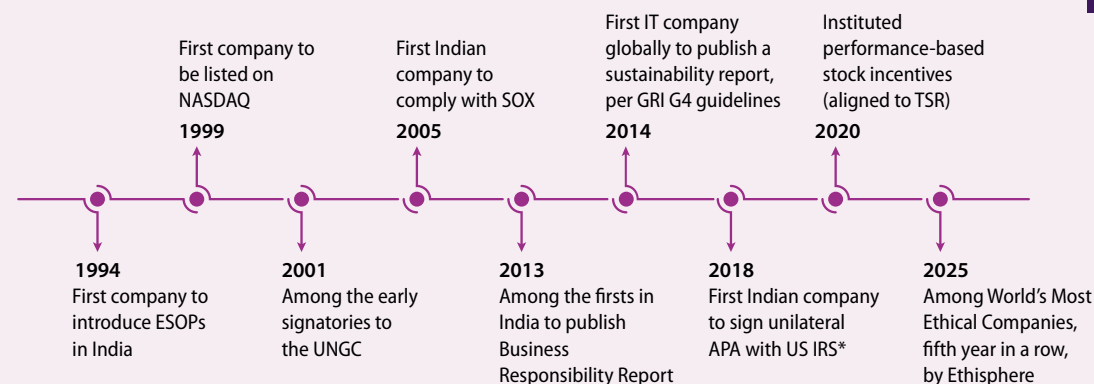 First company to
be listed on
NASDAQ
1999
First Indian
company to
comply with SOX
2005
First IT company
globally to publish a
sustainability report,
per GRI G4 guidelines
2014
Instituted
performance-based
stock incentives
(aligned to TSR)
2020
1994
First company to
introduce ESOPs
in India
2001
Among the early
signatories to
the UNGC
2013
Among the firsts in
India to publish
Business
Responsibility Report
2018
First Indian company
to sign unilateral
APA with US IRS*
2025
Among World’s Most
Ethical Companies,
fifth year in a row,
by Ethisphere